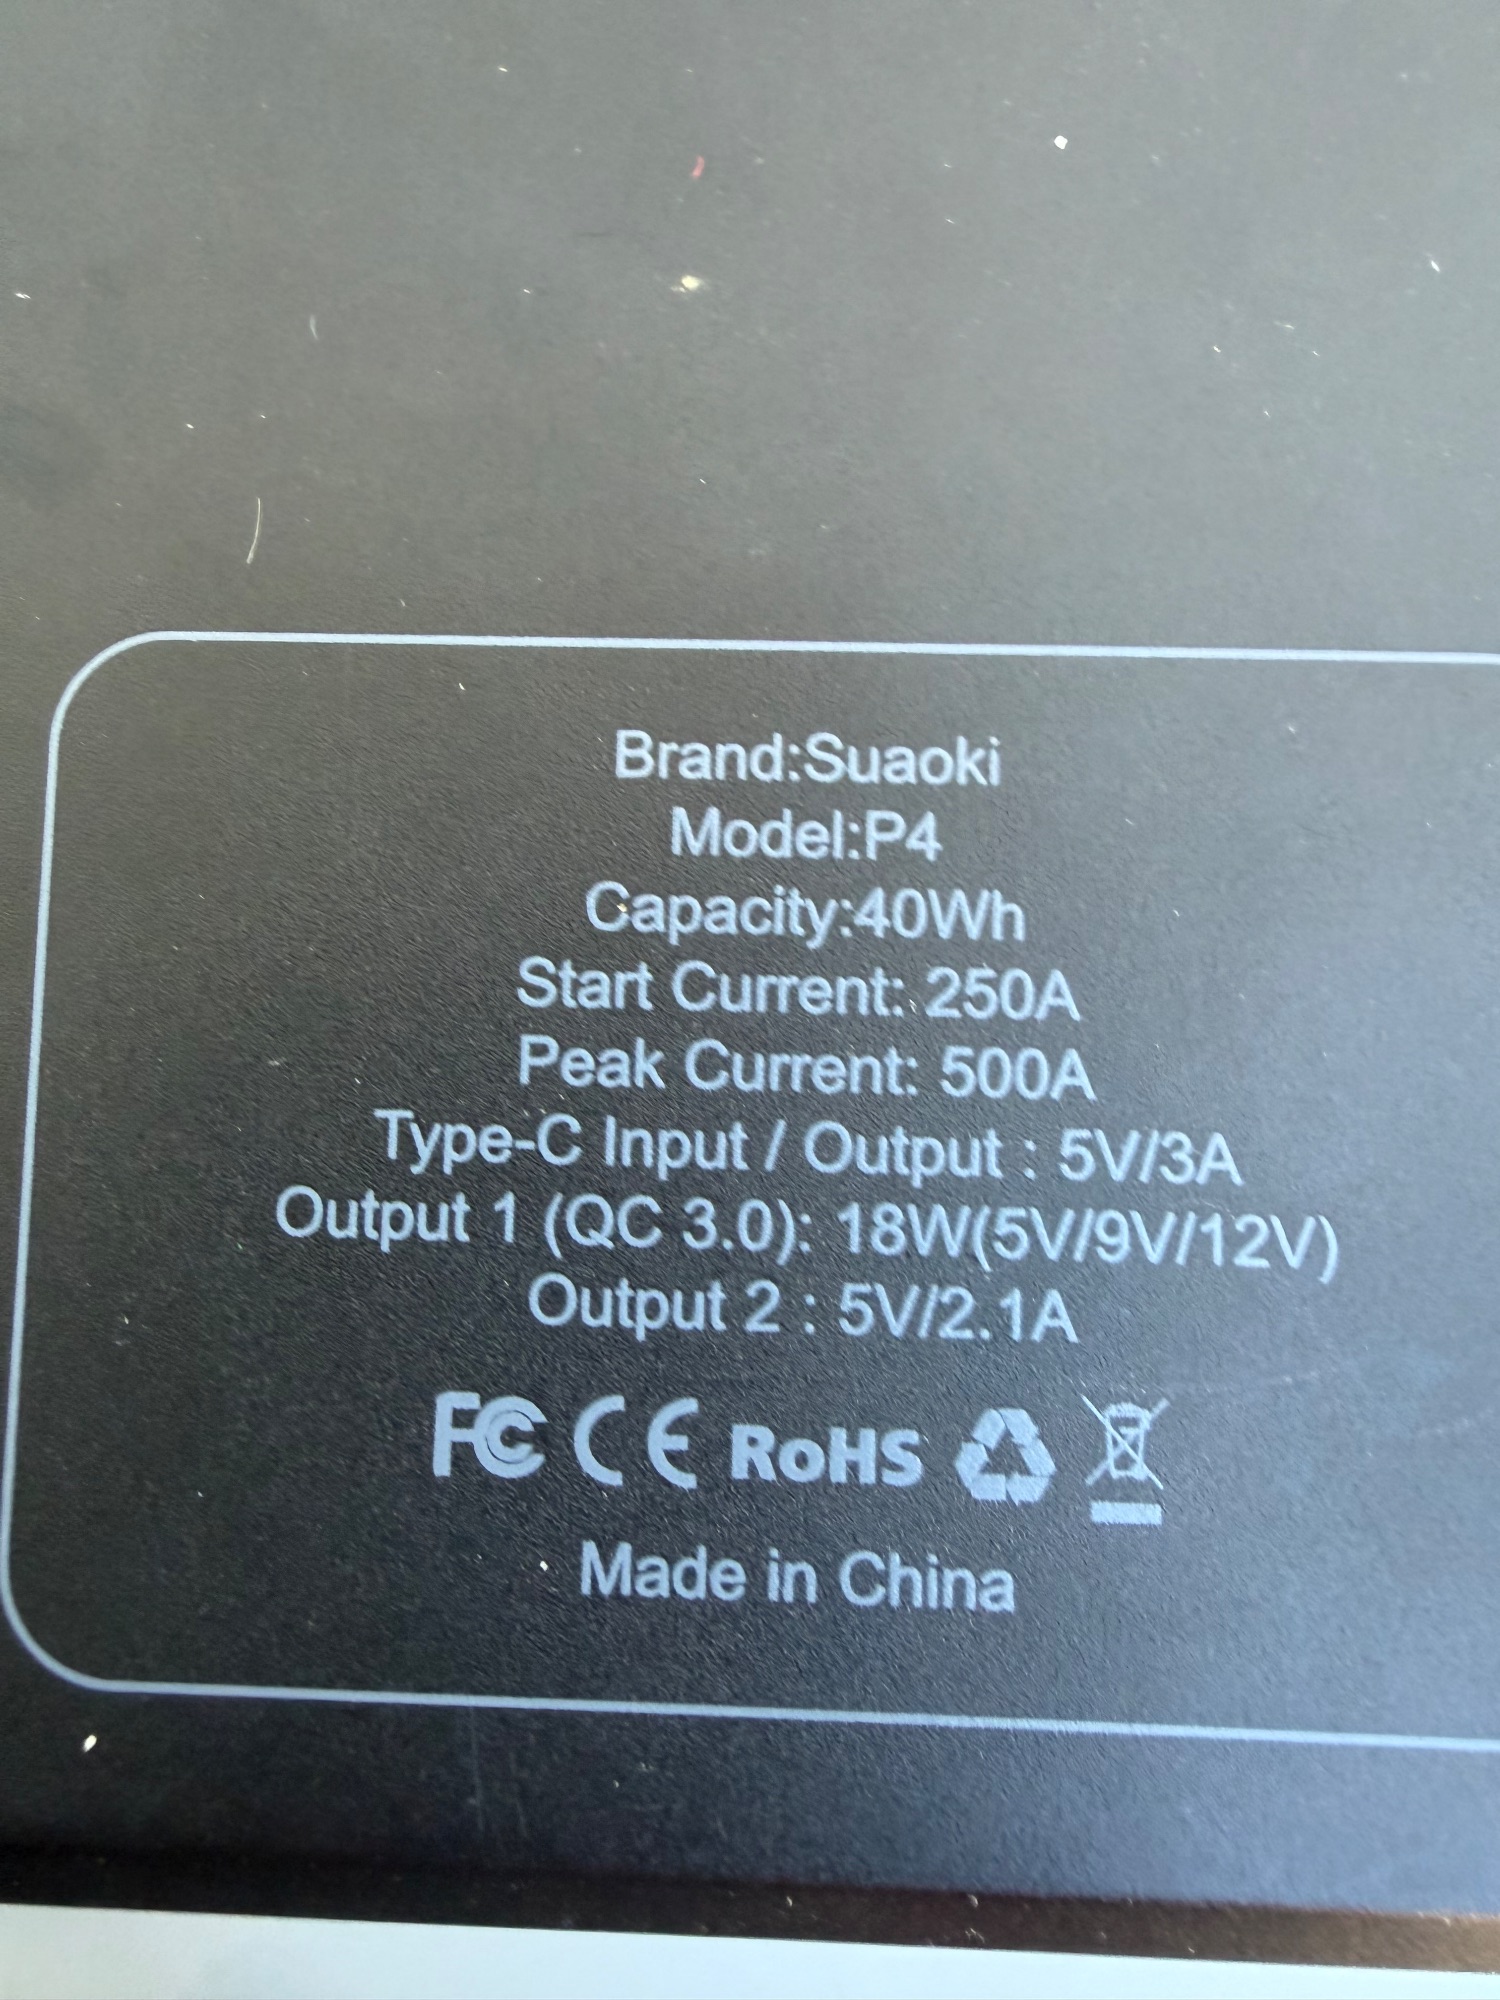 Brand:Suaoki
Model:P4
Capacity:40Wh
Start Current: 250A
Peak Current: 500A
Type-C Input / Output : 5V/3A
Output 1 (QC 3.0): 18W(5V/9V/12V)
Output 2 : 5V/2.1A
FC CE RoHS
Made in China